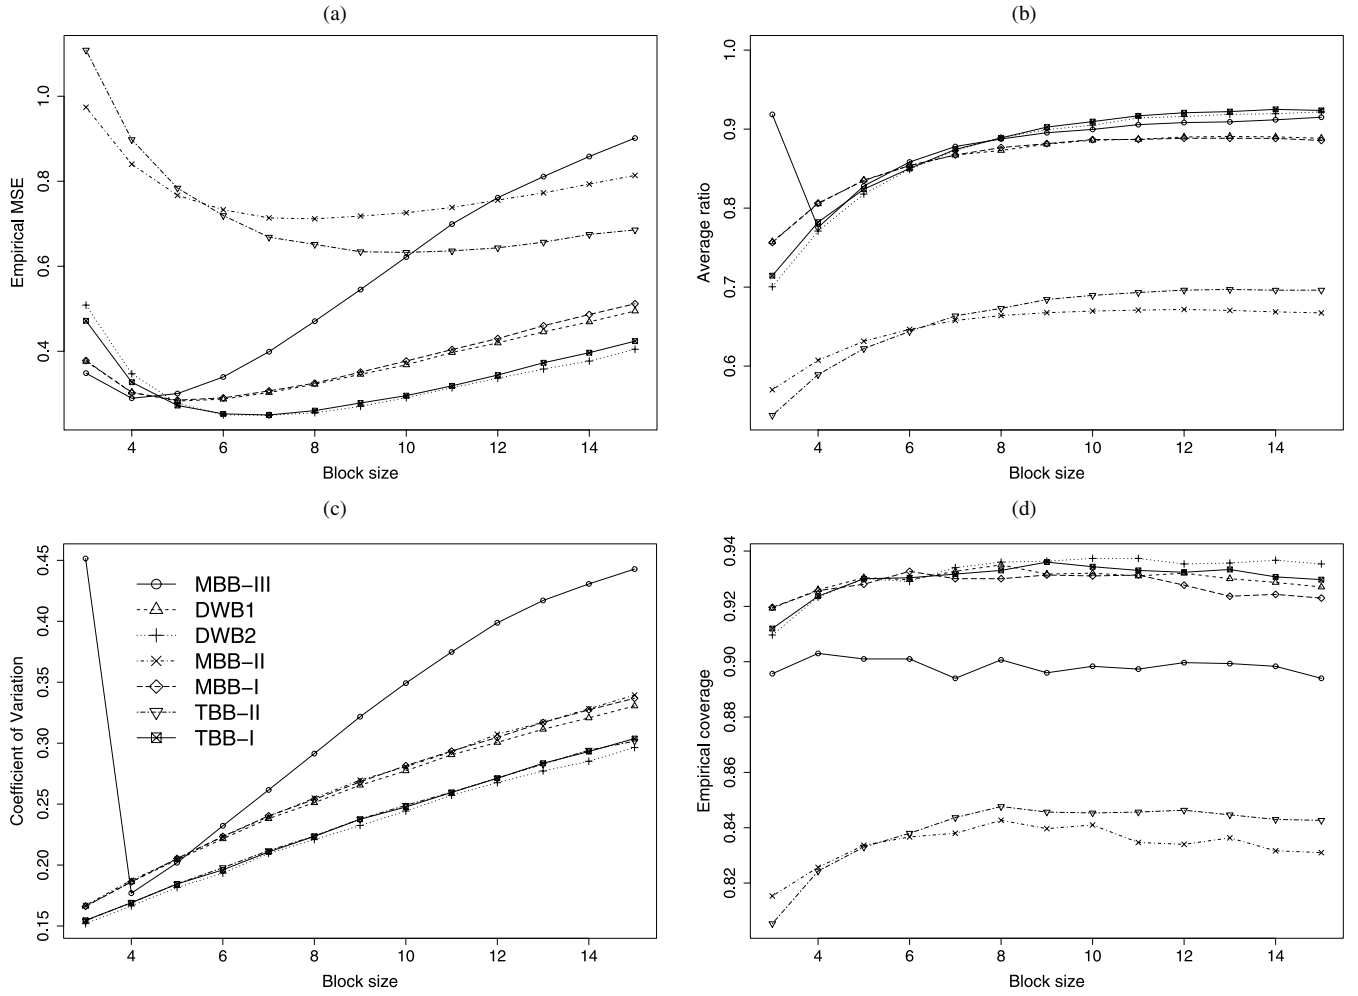 (a)
Empirical MSE
1.0
0.8
0.6
0.4
4 6 8 10 12 14
Block size
(b)
Average ratio
1.0
0.9
0.8
0.7
0.6
4 6 8 10 12 14
Block size
(c)
Coefficient of Variation
0.45
0.40
0.35
0.30
0.25
0.20
0.15
MBB−III
DWB1
DWB2
MBB−II
MBB−I
TBB−II
TBB−I
4 6 8 10 12 14
Block size
(d)
Empirical coverage
0.94
0.92
0.90
0.88
0.86
0.84
0.82
4 6 8 10 12 14
Block size